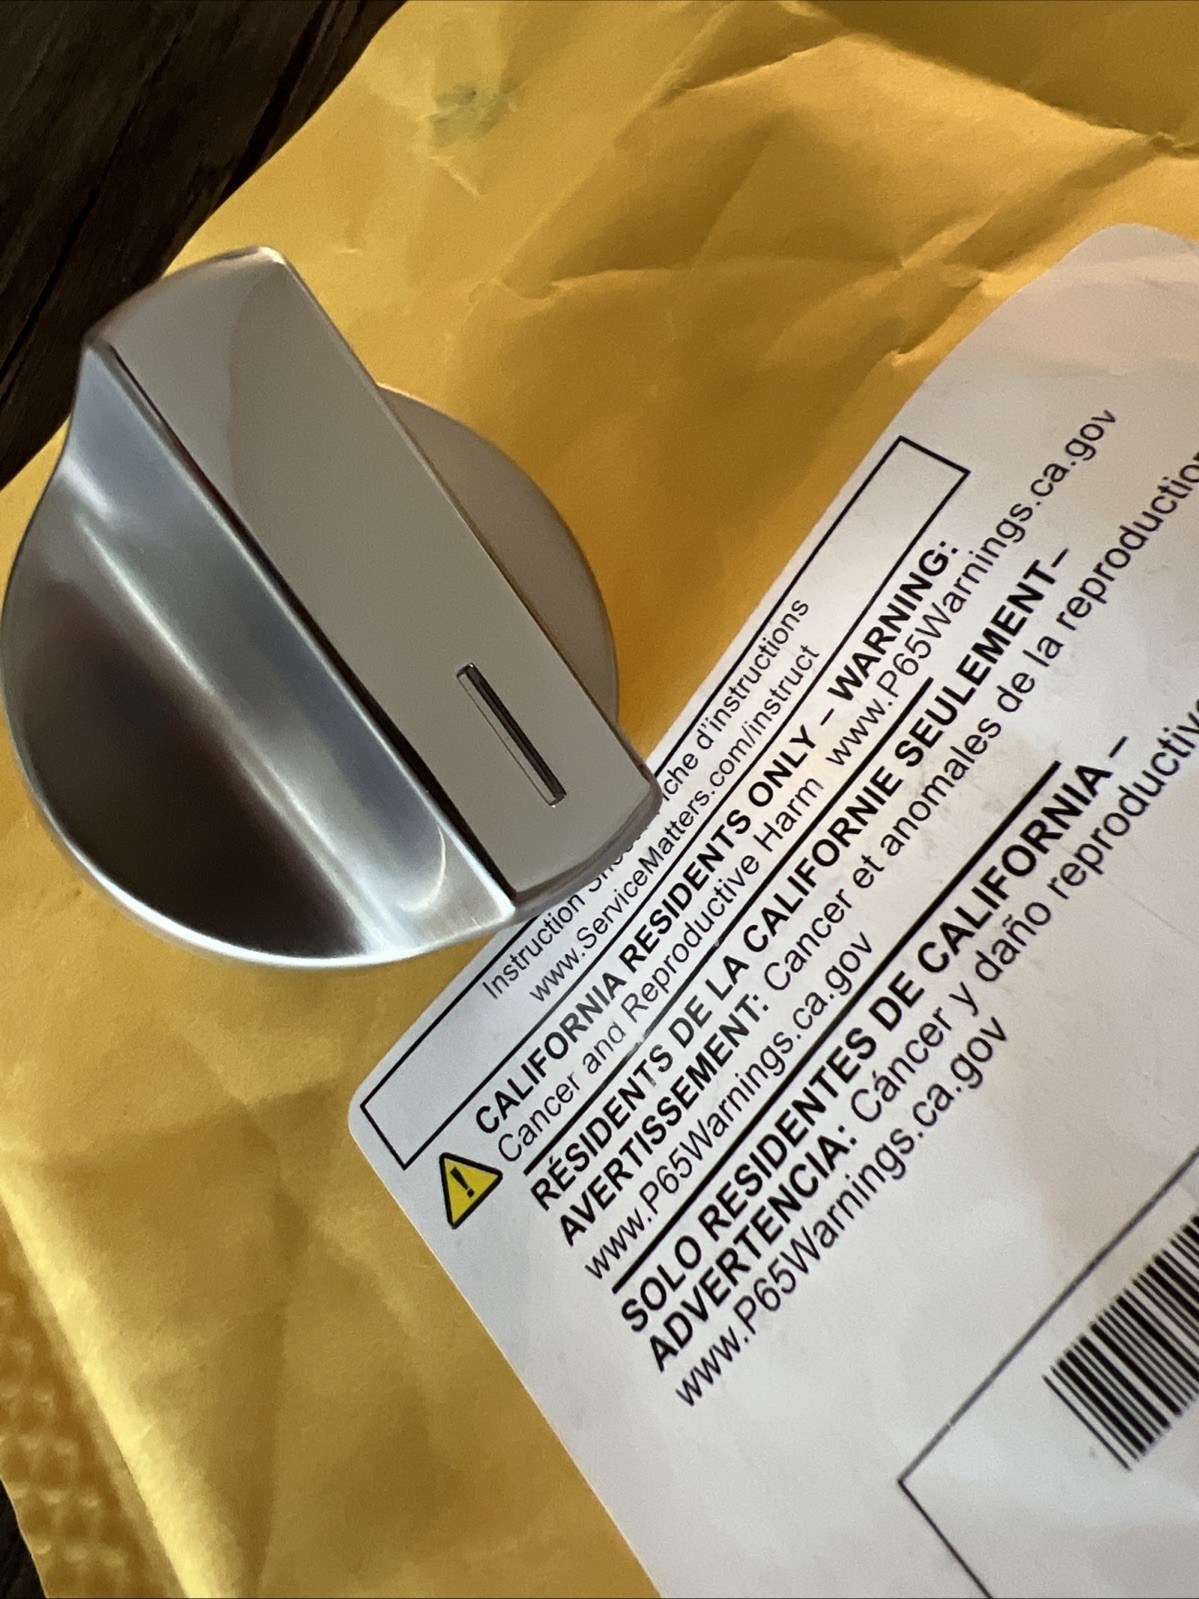 Instruction d'instructions
www.ServiceMatters.com/instruct
CALIFORNIA RESIDENTS ONLY – WARNING:
Cancer and Reproductive Harm www.P65Warnings.ca.gov
RÉSIDENTS DE LA CALIFORNIE SEULEMENT–
AVERTISSEMENT: Cancer et anomales de la
www.P65Warnings.ca.gov
SOLO RESIDENTES DE CALIFORNIA –
ADVERTENCIA: Cáncer y daño
www.P65Warnings.ca.gov